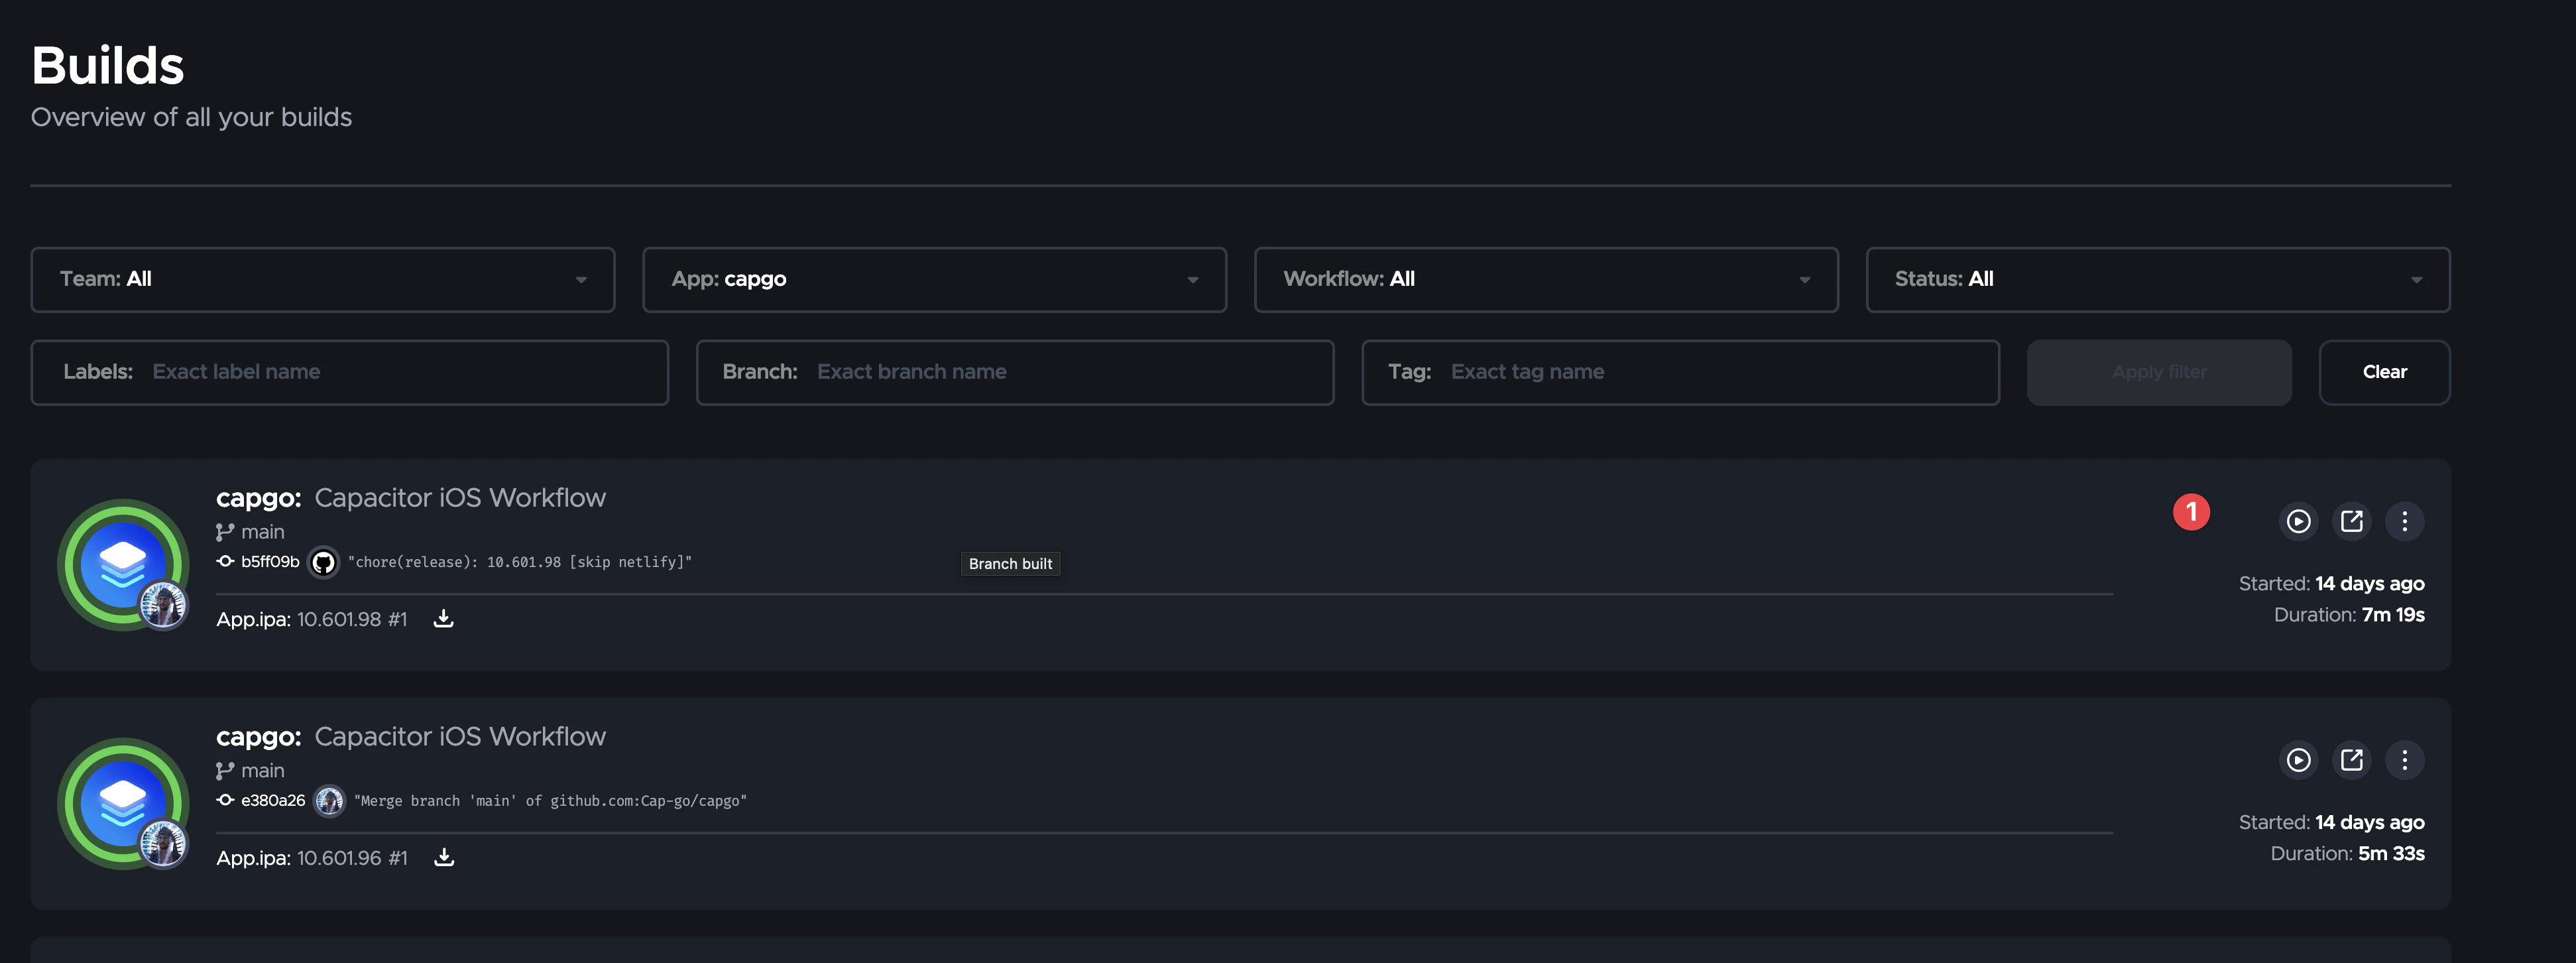 Builds
Overview of all your builds
Team: All
App: capgo
Workflow: All
Status: All
Labels: Exact label name
Branch: Exact branch name
Tag: Exact tag name
Apply filter
Clear
capgo: Capacitor iOS Workflow
1
main
b5ff09b "chore(release): 10.601.98 [skip netlify]"
Branch built
Started: 14 days ago
App.ipa: 10.601.98 #1
Duration: 7m 19s
capgo: Capacitor iOS Workflow
main
e380a26 "Merge branch 'main' of github.com:Cap-go/capgo"
Started: 14 days ago
App.ipa: 10.601.96 #1
Duration: 5m 33s